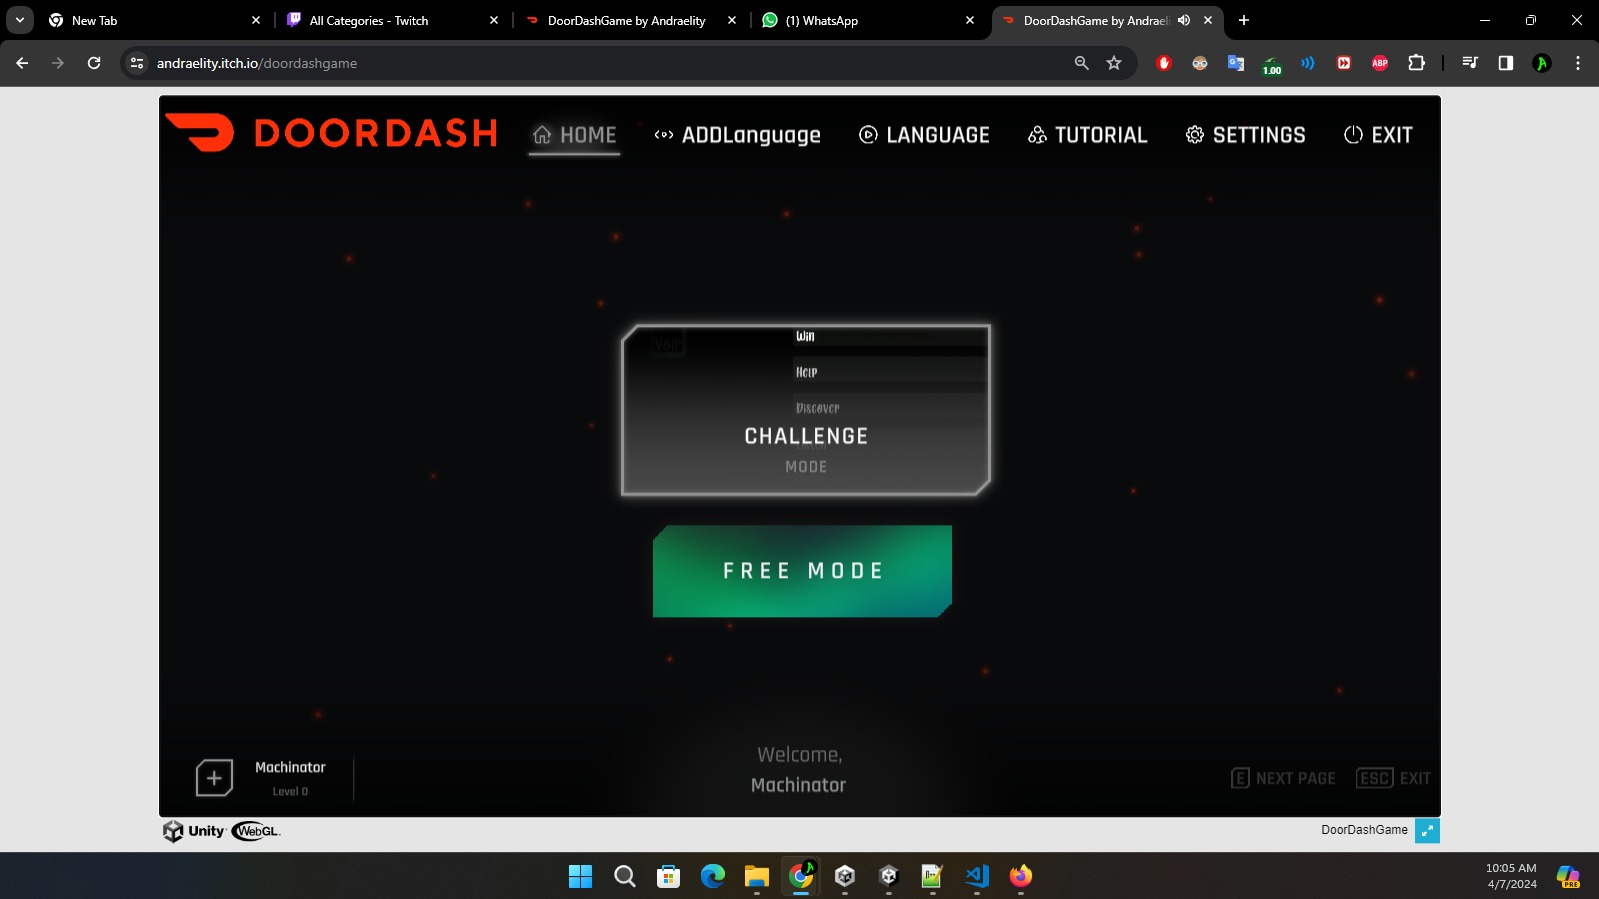 New Tab
All Categories - Twitch
DoorDashGame by Andraelity
(1) WhatsApp
DoorDashGame by Andrael
andraelity.itch.io/doordashgame
1.00
ABP
DOORDASH
HOME
ADDLanguage
LANGUAGE
TUTORIAL
SETTINGS
EXIT
Win
Help
Discover
CHALLENGE
MODE
FREE MODE
Welcome,
Machinator
Machinator
Level 0
E NEXT PAGE
ESC EXIT
Unity WebGL
DoorDashGame
10:05 AM
4/7/2024
PRE